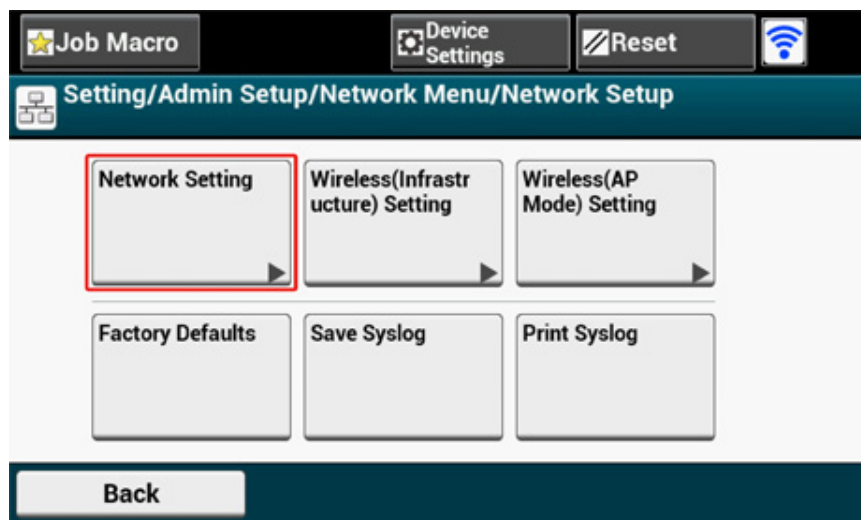 Job Macro
Device
Settings
Reset
Setting/Admin Setup/Network Menu/Network Setup
Network Setting
Wireless(Infrastr
ucture) Setting
Wireless(AP
Mode) Setting
Factory Defaults
Save Syslog
Print Syslog
Back